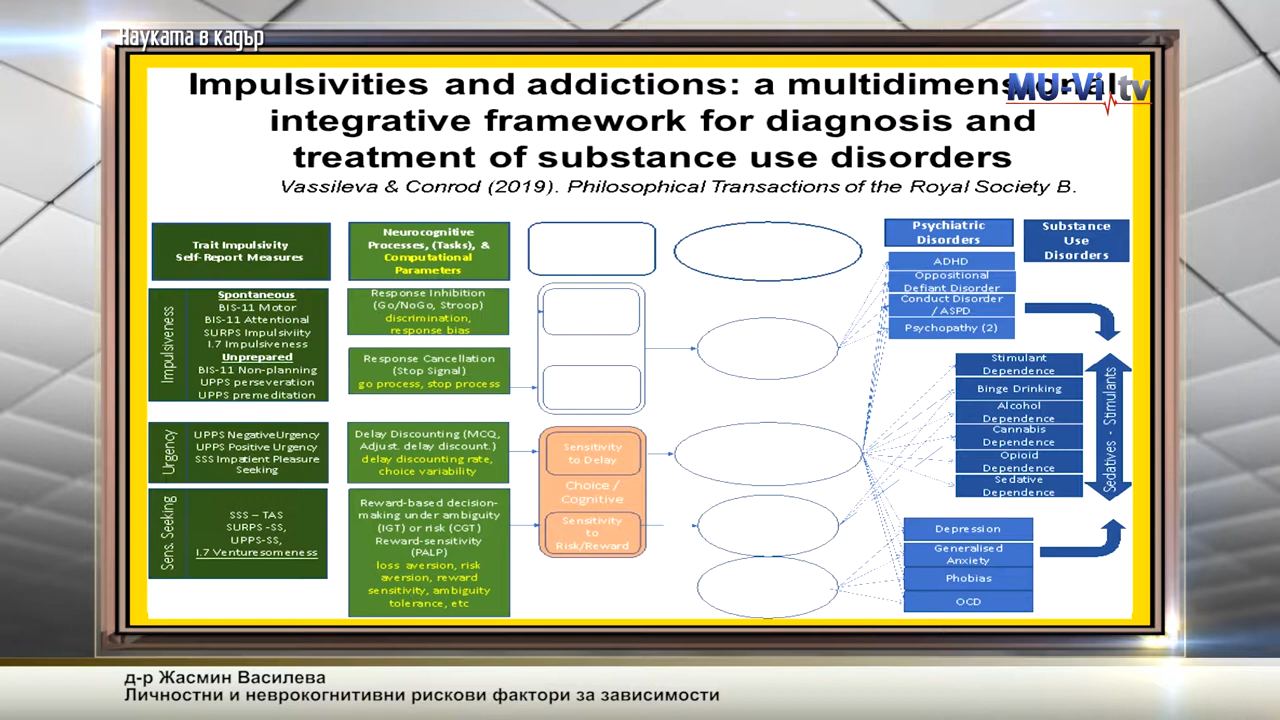 науката в кадър
MU-Vi tv
Impulsivities and addictions: a multidimensional
integrative framework for diagnosis and
treatment of substance use disorders
Vassileva & Conrod (2019). Philosophical Transactions of the Royal Society B.
Trait Impulsivity
Self-Report Measures
Impulsiveness
Spontaneous
BIS-11 Motor
BIS-11 Attentional
SURPS Impulsiviity
I.7 Impulsiveness
Unprepared
BIS-11 Non-planning
UPPS perseveration
UPPS premeditation
Urgency
UPPS NegativeUrgency
UPPS Positive Urgency
SSS Impatient Pleasure
Seeking
Sens. Seeking
SSS – TAS
SURPS -SS,
UPPS-SS,
I.7 Venturesomeness
Neurocognitive
Processes, (Tasks), &
Computational
Parameters
Response Inhibition
(Go/NoGo, Stroop)
discrimination,
response bias
Response Cancellation
(Stop Signal)
go process, stop process
Delay Discounting (MCQ,
Adjust. delay discount.)
delay discounting rate,
choice variability
Reward-based decision-
making under ambiguity
(IGT) or risk (CGT)
Reward-sensitivity
(PALP)
loss aversion, risk
aversion, reward
sensitivity, ambiguity
tolerance, etc
Sensitivity
to Delay
Choice /
Cognitive
Sensitivity
to
Risk/Reward
Psychiatric
Disorders
ADHD
Oppositional
Defiant Disorder
Conduct Disorder
/ ASPD
Psychopathy (2)
Substance
Use
Disorders
Stimulant
Dependence
Binge Drinking
Alcohol
Dependence
Cannabis
Dependence
Opioid
Dependence
Sedative
Dependence
Sedatives - Stimulants
Depression
Generalised
Anxiety
Phobias
OCD
д-р Жасмин Василева
Личностни и неврокогнитивни рискови фактори за зависимости